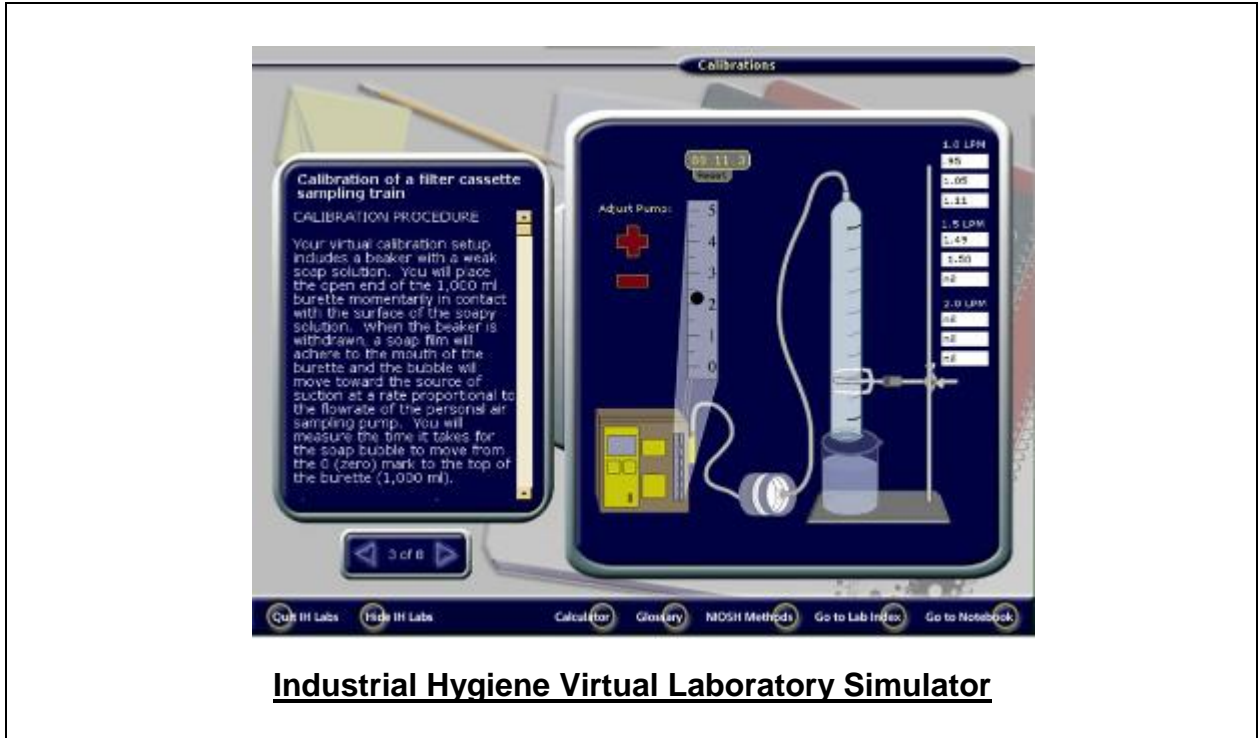 Calibrations
Calibration of a filter cassette
sampling train
CALIBRATION PROCEDURE
Your virtual calibration setup
includes a beaker with a weak
soap solution. You will place
the open end of the 1,000 ml
burette momentarily in contact
with the surface of the soapy
solution. When the beaker is
withdrawn, a soap film will
adhere to the mouth of the
burette and the bubble will
move toward the source of
suction at a rate proportional to
the flowrate of the personal air
sampling pump. You will
measure the time it takes for
the soap bubble to move from
the 0 (zero) mark to the top of
the burette (1,000 ml).
3 of 8
Reset
Adjust Pump:
5
4
3
2
1
0
1.0 LPM
.95
1.05
1.11
1.5 LPM
1.49
1.50
2.0 LPM
Quit IH Labs
Hide IH Labs
Calculator
Glossary
NIOSH Methods
Go to Lab Index
Go to Notebook
Industrial Hygiene Virtual Laboratory Simulator